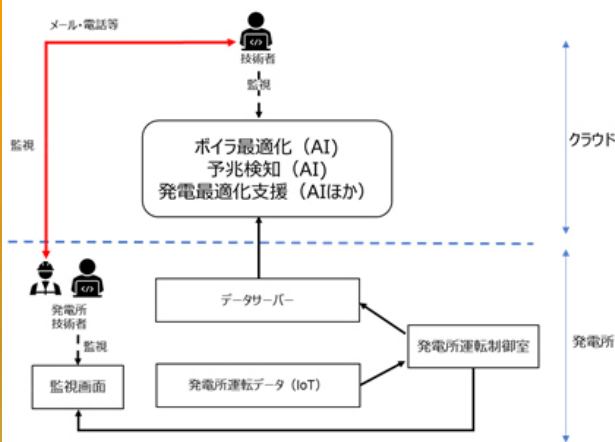 メール・電話等
技術者
監視
監視
ボイラ最適化（AI)
予兆検知（AI）
発電最適化支援（AIほか）
クラウド
データサーバー
発電所
技術者
監視
発電所運転制御室
発電所
監視画面
発電所運転データ（IoT）